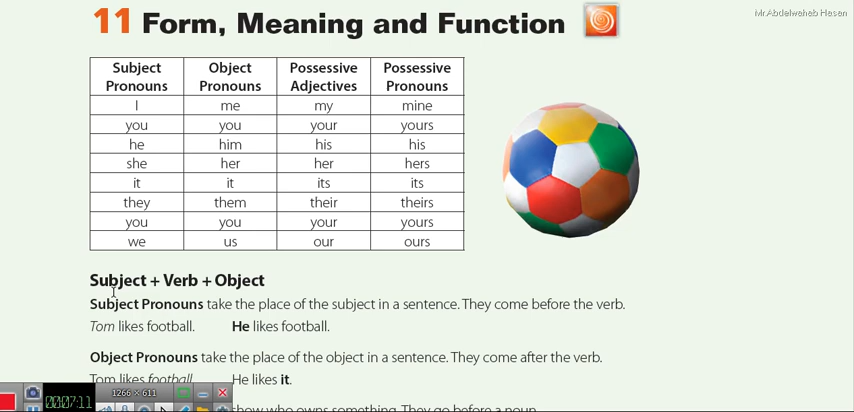 Mr.Abdelweheb Hesen
11 Form, Meaning and Function
Subject Pronouns Object Pronouns Possessive Adjectives Possessive Pronouns
I me my mine
you you your yours
he him his his
she her her hers
it it its its
they them their theirs
you you your yours
we us our ours
Subject + Verb + Object
Subject Pronouns take the place of the subject in a sentence. They come before the verb.
Tom likes football. He likes football.
Object Pronouns take the place of the object in a sentence. They come after the verb.
Tom likes football He likes it.
1266 × 611
00:07:11
show who owns something. They go before a noun.